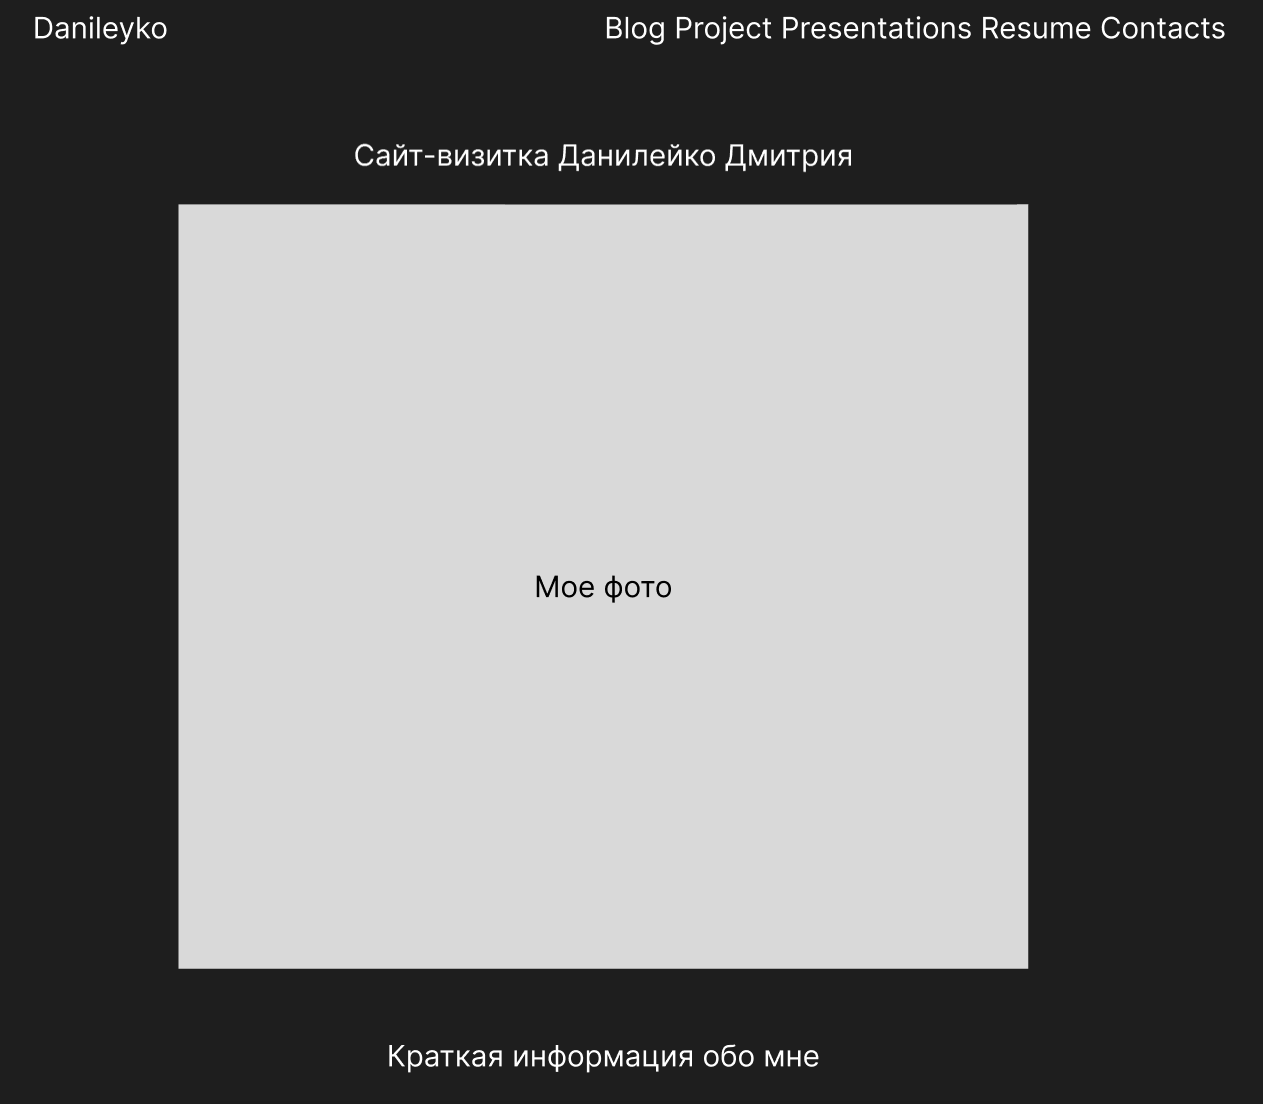 Danileyko
Blog Project Presentations Resume Contacts
Сайт-визитка Данилейко Дмитрия
Мое фото
Краткая информация обо мне